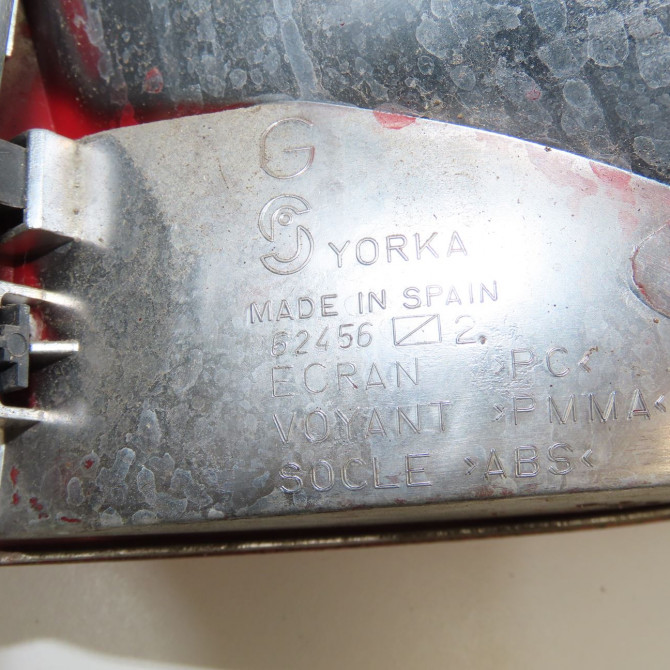 G
YORKA
MADE IN SPAIN
62456 2
ECRAN >PC<
VOYANT >PMMA<
SOCLE >ABS<